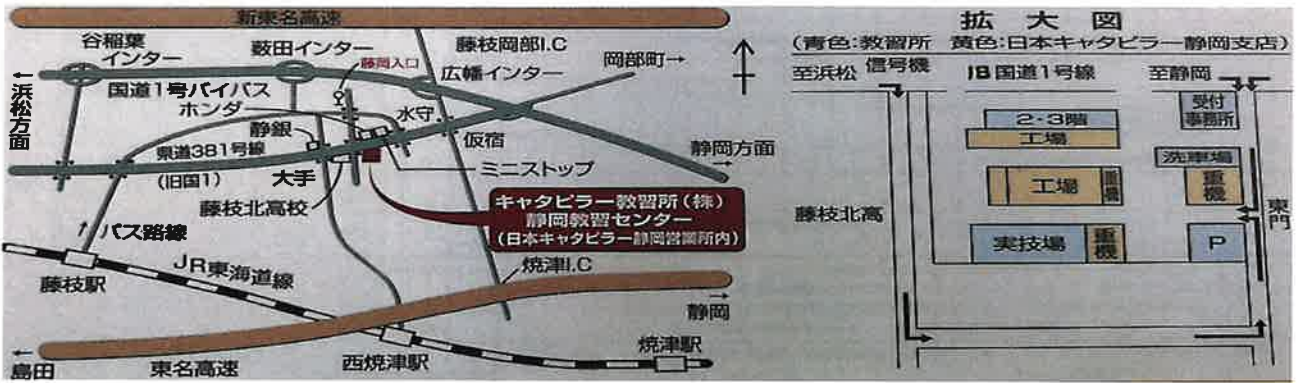 新東名高速
谷稲葉
インター
薮田インター
藤枝岡部I.C
藤岡入口
広幡インター
岡部町→
←浜松方面
国道1号バイパス
ホンダー
水守
静銀
仮宿
県道381号線
(旧国1)
大手
ミニストップ
静岡方面
→
藤枝北高校
キャタピラー教習所(株)
静岡教習センター
(日本キャタピラー静岡営業所内)
バス路線
JR東海道線
藤枝駅
焼津I.C
→
静岡
←
島田
東名高速
西焼津駅
焼津駅
拡大図
(青色:教習所 黄色:日本キャタピラー静岡支店)
至浜松
信号機
旧国道1号線
至静岡
受付
事務所
2・3階
工場
洗車場
工場
重機
重機
藤枝北高
東門
実技場
重機
P